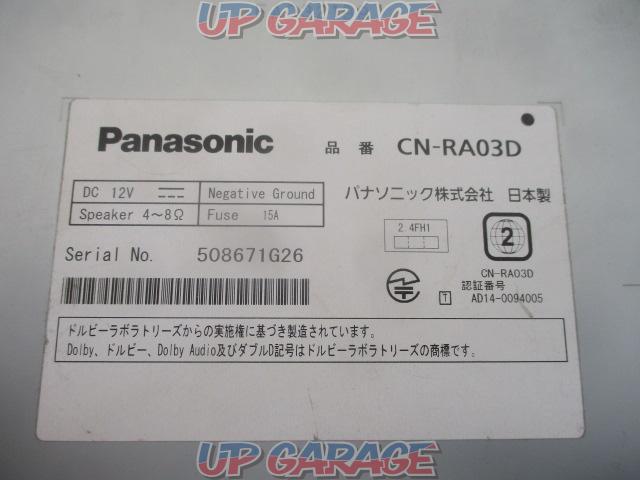 UP GARAGE
Panasonic 品番 CN-RA03D
DC 12V Negative Ground
Speaker 4～8Ω Fuse 15A
パナソニック株式会社 日本製
2.4FH1
2
Serial No. 508671G26
CN-RA03D
認証番号
T AD14-0094005
ドルビーラボラトリーズからの実施権に基づき製造されています。
Dolby、ドルビー、Dolby Audio及びダブルD記号はドルビーラボラトリーズの商標です。
UP GARAGE